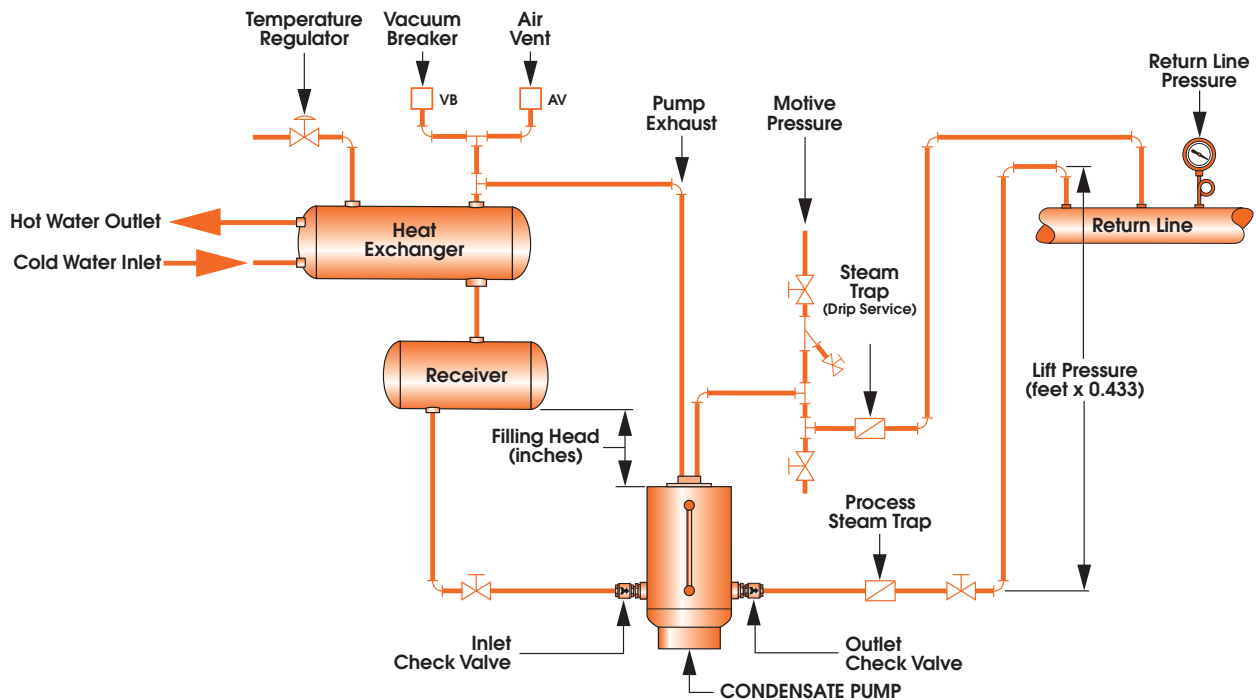 Temperature
Regulator
Vacuum
Breaker
Air
Vent
VB
AV
Pump
Exhaust
Motive
Pressure
Return Line
Pressure
Hot Water Outlet
Cold Water Inlet
Heat
Exchanger
Return Line
Steam
Trap
(Drip Service)
Receiver
Lift Pressure
(feet x 0.433)
Filling Head
(inches)
Process
Steam Trap
Inlet
Check Valve
Outlet
Check Valve
CONDENSATE PUMP